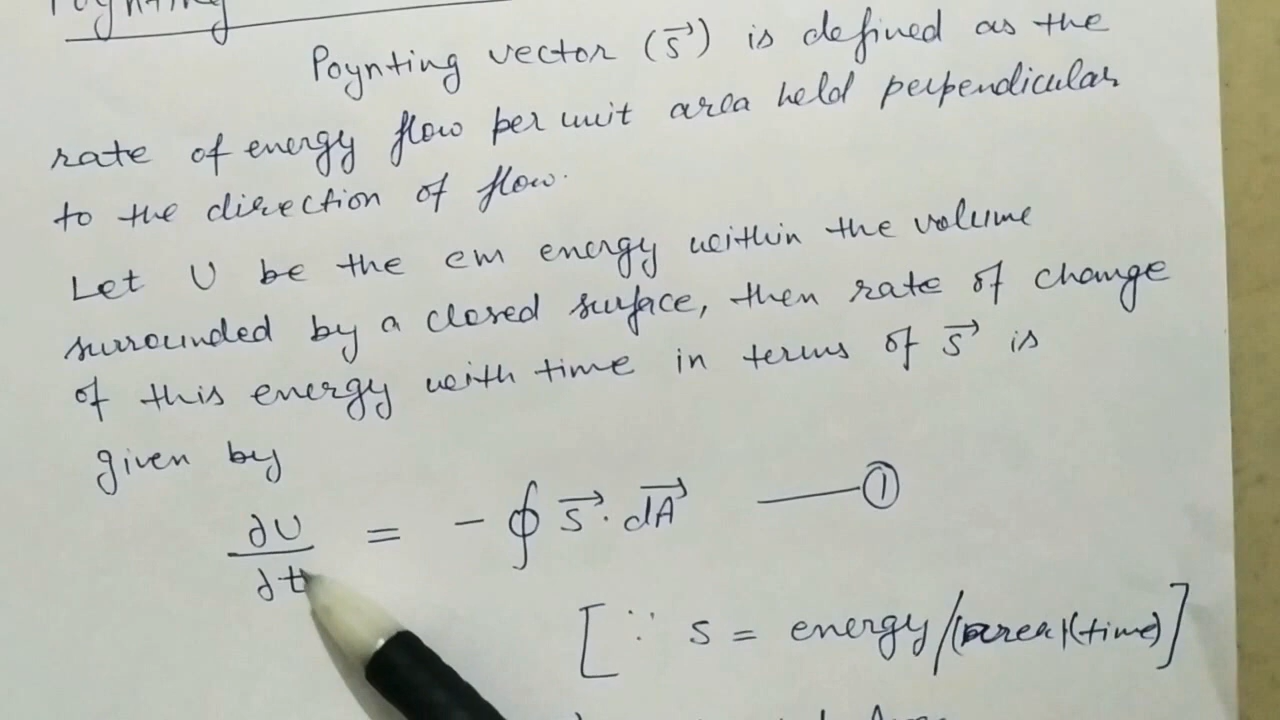 Poynting
Poynting vector (S⃗) is defined as the
rate of energy flow per unit area held perpendicular
to the direction of flow.
Let U be the em energy within the volume
surrounded by a closed surface, then rate of change
of this energy with time in terms of S⃗ is
given by
∂U/∂t = - ∮ S⃗ · dA⃗ —— ①
[∵ S = energy/(area)(time)]